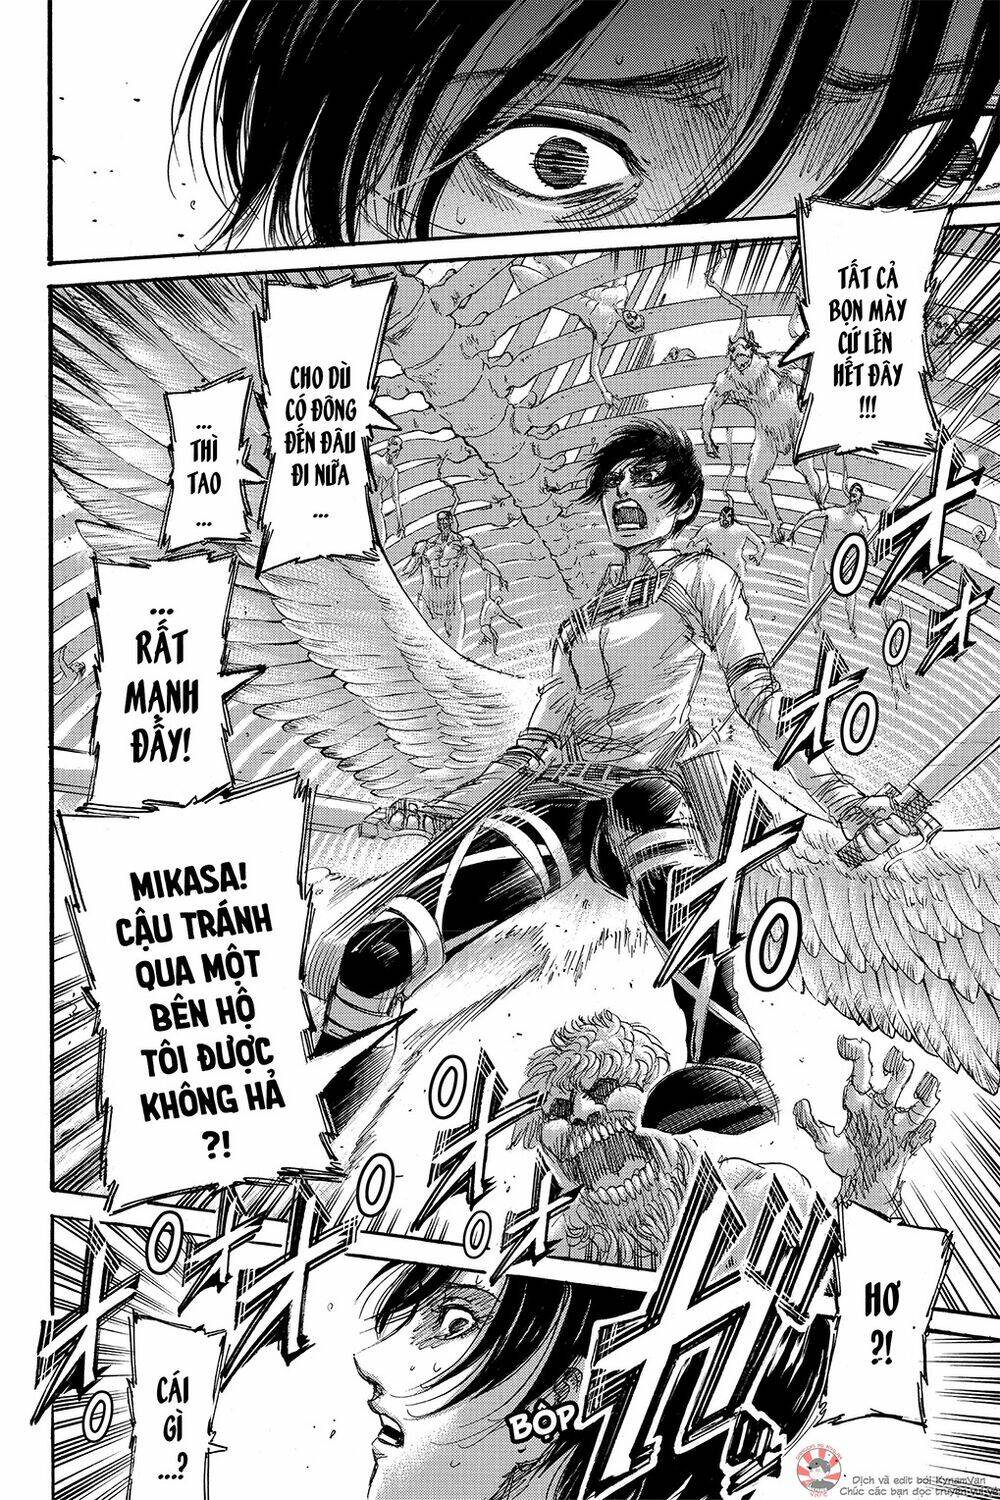 TẤT CẢ
BỌN MÀY
CỨ LÊN
HẾT ĐÂY
!!!
CHO DÙ
CÓ ĐÔNG
ĐẾN ĐÂU
ĐI NỮA
...
...
THÌ
TAO
...
...
RẤT
MẠNH
ĐẤY!
MIKASA!
CẬU TRÁNH
QUA MỘT
BÊN HỘ
TÔI ĐƯỢC
KHÔNG HẢ
?!
HƠ
?!
CÁI
GÌ
...?
BỘP
Dịch và edit bởi KynamVan
Chúc các bạn đọc truyện vui vẻ